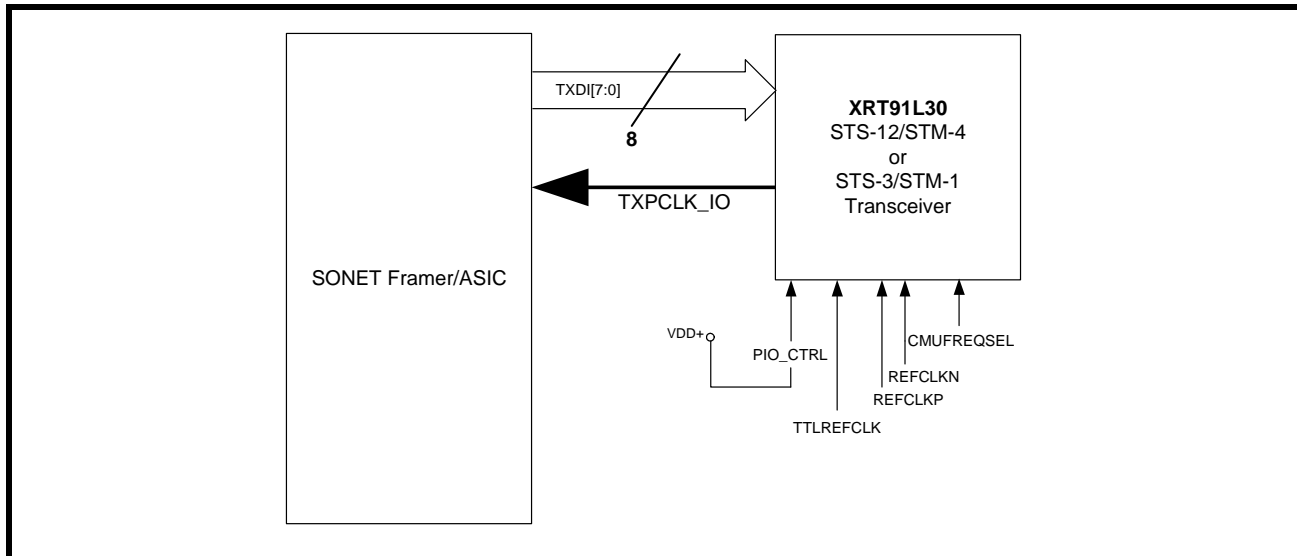 TXDI[7:0]
8
TXPCLK_IO
SONET Framer/ASIC
XRT91L30
STS-12/STM-4
or
STS-3/STM-1
Transceiver
VDD+
PIO_CTRL
TTLREFCLK
REFCLKP
REFCLKN
CMUFREQSEL